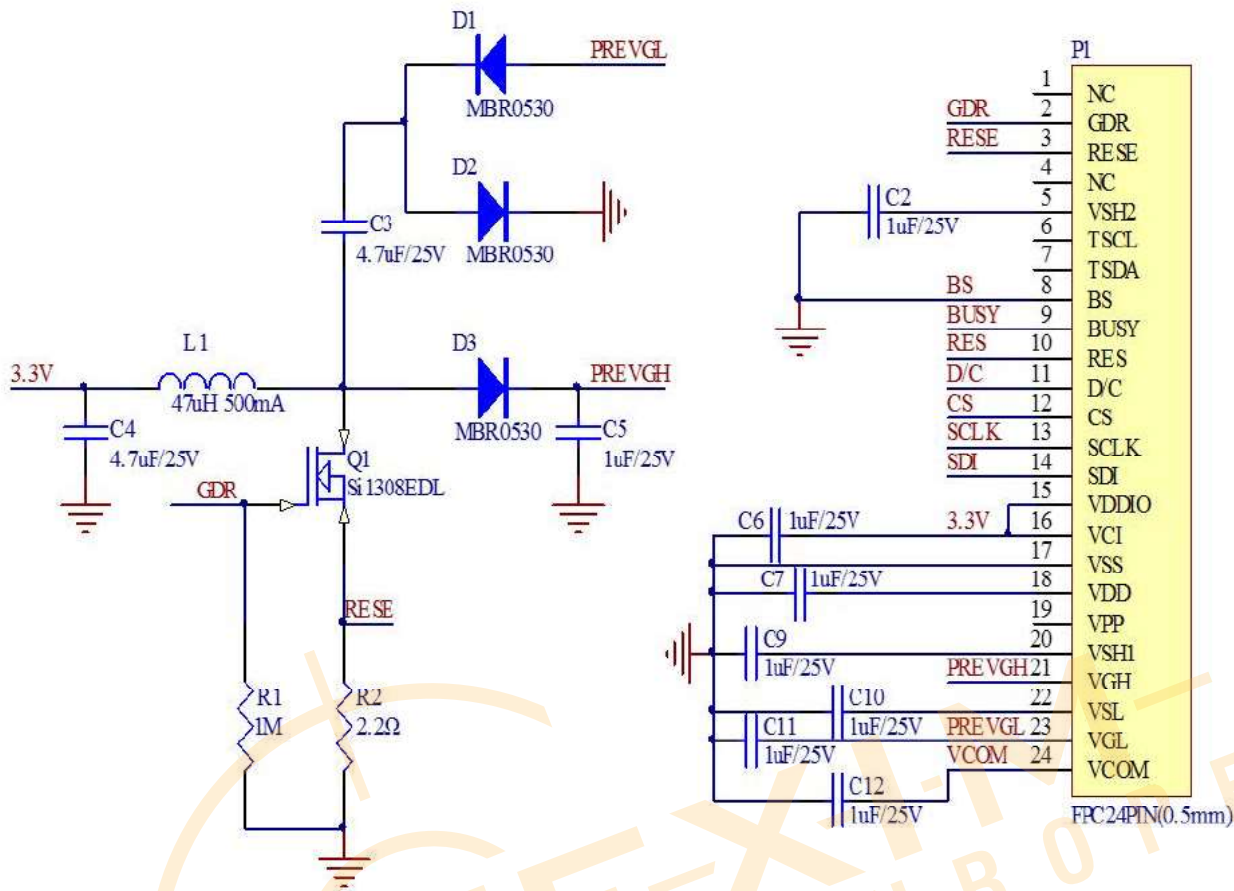 D1
PREVGL
MBR0530
D2
MBR0530
C3
4.7uF/25V
L1
3.3V
47uH 500mA
C4
4.7uF/25V
D3
PREVGH
MBR0530
C5
1uF/25V
Q1
Si1308EDL
GDR
RESE
R1
1M
R2
2.2Ω
P1
1
NC
GDR
2
GDR
RESE
3
RESE
4
NC
C2
1uF/25V
5
VSH2
6
TSCL
7
TSDA
BS
8
BS
BUSY
9
BUSY
RES
10
RES
D/C
11
D/C
CS
12
CS
SCLK
13
SCLK
SDI
14
SDI
15
VDDIO
C6
1uF/25V
3.3V
16
VCI
17
VSS
C7
1uF/25V
18
VDD
19
VPP
C9
1uF/25V
20
VSH1
PREVGH
21
VGH
C10
1uF/25V
22
VSL
C11
1uF/25V
PREVGL
23
VGL
VCOM
24
VCOM
C12
1uF/25V
FPC24PIN(0.5mm)